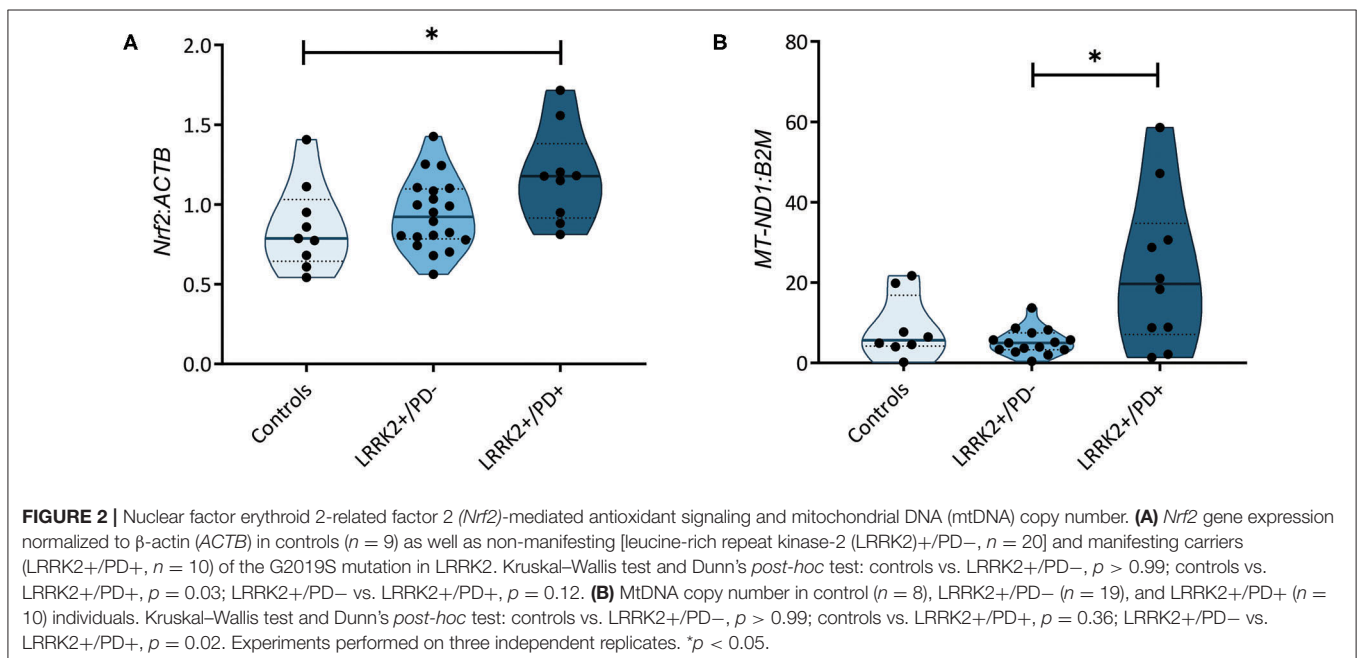 A
*
2.0
1.5
1.0
0.5
0.0
Nrf2:ACTB
Controls
LRRK2+/PD-
LRRK2+/PD+
B
*
80
60
40
20
0
MT-ND1:B2M
Controls
LRRK2+/PD-
LRRK2+/PD+
FIGURE 2 | Nuclear factor erythroid 2-related factor 2 (Nrf2)-mediated antioxidant signaling and mitochondrial DNA (mtDNA) copy number. (A) Nrf2 gene expression
normalized to β-actin (ACTB) in controls (n = 9) as well as non-manifesting [leucine-rich repeat kinase-2 (LRRK2)+/PD−, n = 20] and manifesting carriers
(LRRK2+/PD+, n = 10) of the G2019S mutation in LRRK2. Kruskal–Wallis test and Dunn's post-hoc test: controls vs. LRRK2+/PD−, p > 0.99; controls vs.
LRRK2+/PD+, p = 0.03; LRRK2+/PD− vs. LRRK2+/PD+, p = 0.12. (B) MtDNA copy number in control (n = 8), LRRK2+/PD− (n = 19), and LRRK2+/PD+ (n =
10) individuals. Kruskal–Wallis test and Dunn's post-hoc test: controls vs. LRRK2+/PD−, p > 0.99; controls vs. LRRK2+/PD+, p = 0.36; LRRK2+/PD− vs.
LRRK2+/PD+, p = 0.02. Experiments performed on three independent replicates. *p < 0.05.